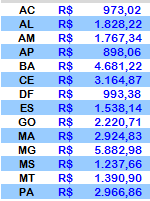 AC R$ 973,02
AL R$ 1.828,22
AM R$ 1.767,34
AP R$ 898,06
BA R$ 4.681,22
CE R$ 3.164,87
DF R$ 993,38
ES R$ 1.538,14
GO R$ 2.220,71
MA R$ 2.924,83
MG R$ 5.882,98
MS R$ 1.237,66
MT R$ 1.390,90
PA R$ 2.966,86